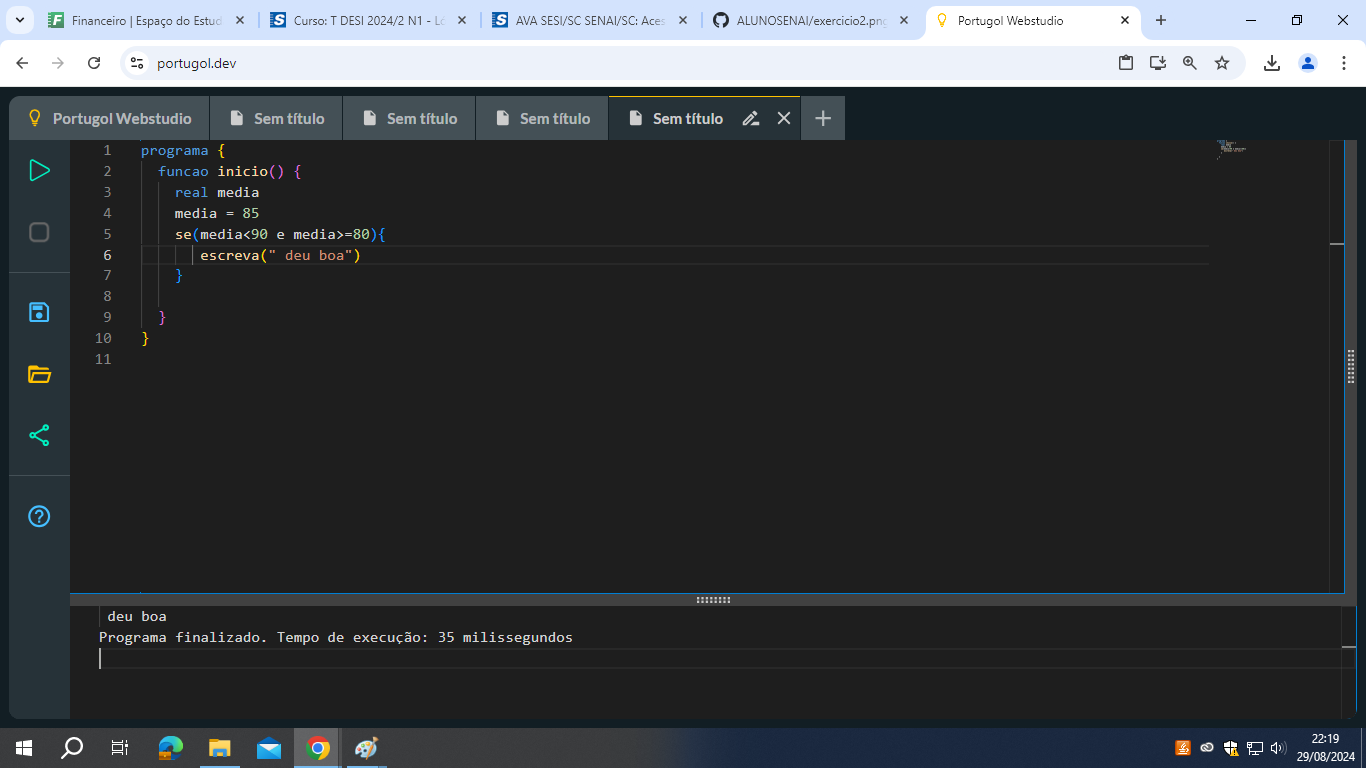 Financeiro | Espaço do Estud
Curso: T DESI 2024/2 N1 - Ló
AVA SESI/SC SENAI/SC: Aces
ALUNOSENAI/exercicio2.png
Portugol Webstudio
portugol.dev
Portugol Webstudio
Sem título
Sem título
Sem título
Sem título
1 programa {
2 funcao inicio() {
3 real media
4 media = 85
5 se(media<90 e media>=80){
6 escreva(" deu boa")
7 }
8
9 }
10 }
11
deu boa
Programa finalizado. Tempo de execução: 35 milissegundos
22:19
29/08/2024